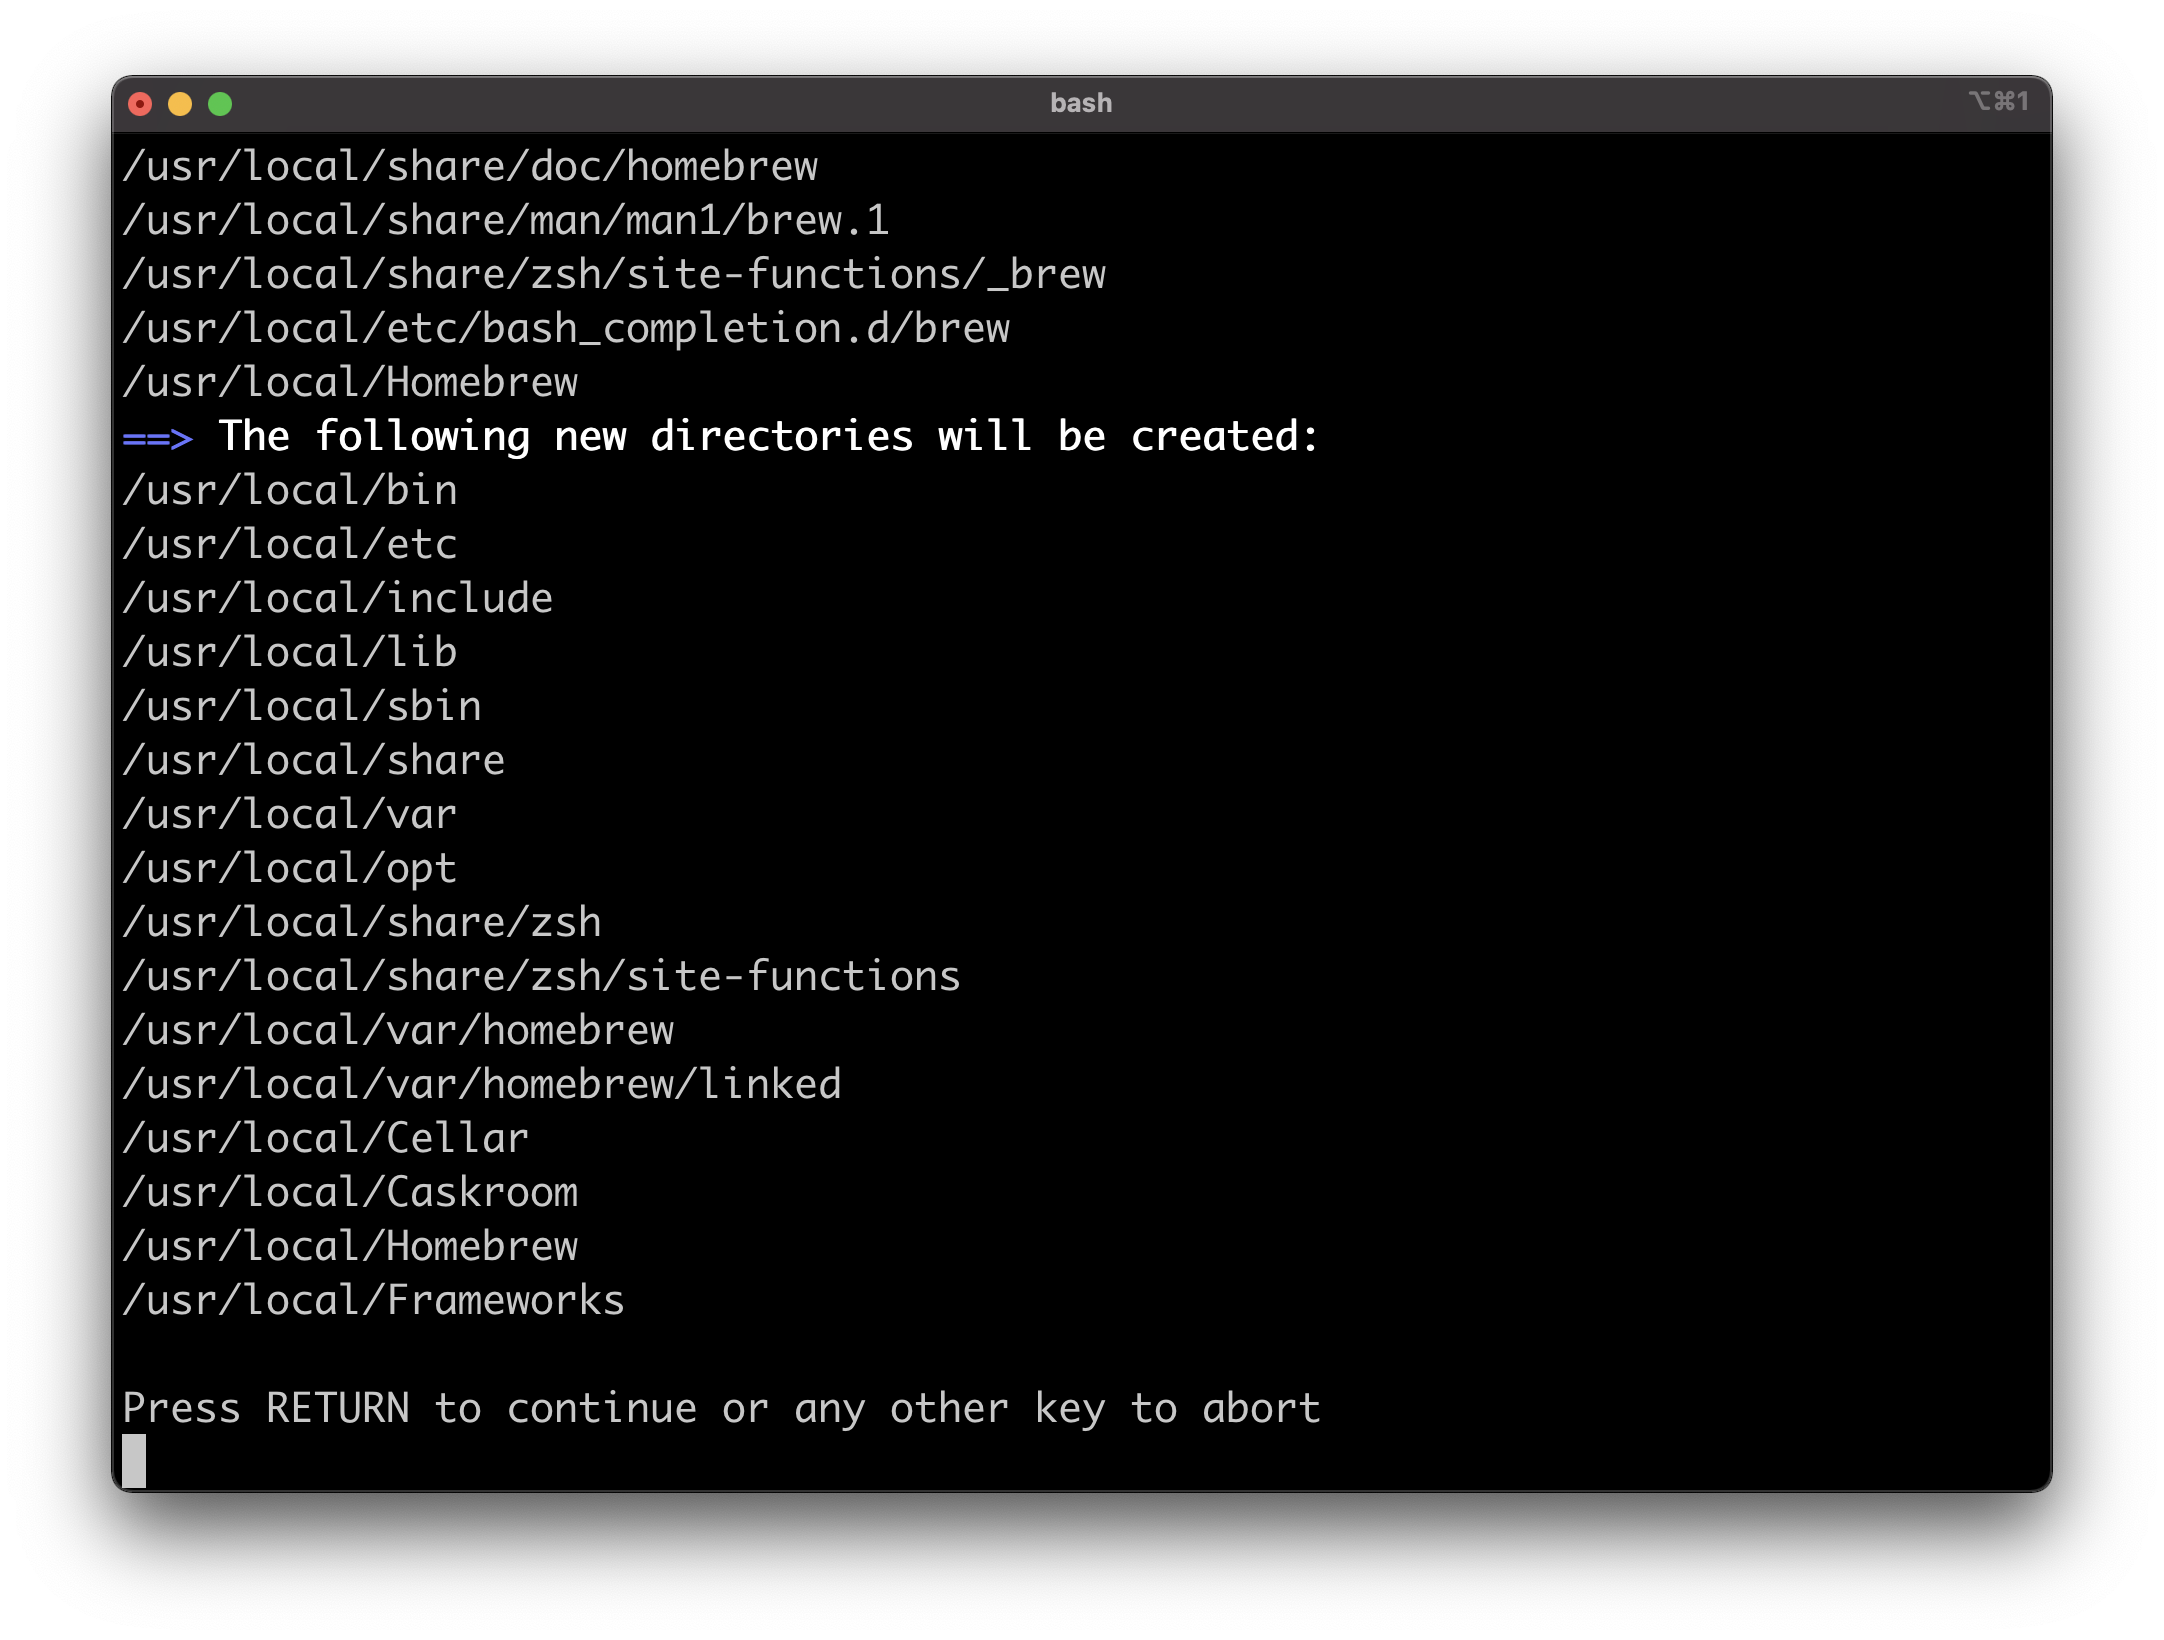 bash
⌥⌘1
/usr/local/share/doc/homebrew
/usr/local/share/man/man1/brew.1
/usr/local/share/zsh/site-functions/_brew
/usr/local/etc/bash_completion.d/brew
/usr/local/Homebrew
==> The following new directories will be created:
/usr/local/bin
/usr/local/etc
/usr/local/include
/usr/local/lib
/usr/local/sbin
/usr/local/share
/usr/local/var
/usr/local/opt
/usr/local/share/zsh
/usr/local/share/zsh/site-functions
/usr/local/var/homebrew
/usr/local/var/homebrew/linked
/usr/local/Cellar
/usr/local/Caskroom
/usr/local/Homebrew
/usr/local/Frameworks
Press RETURN to continue or any other key to abort